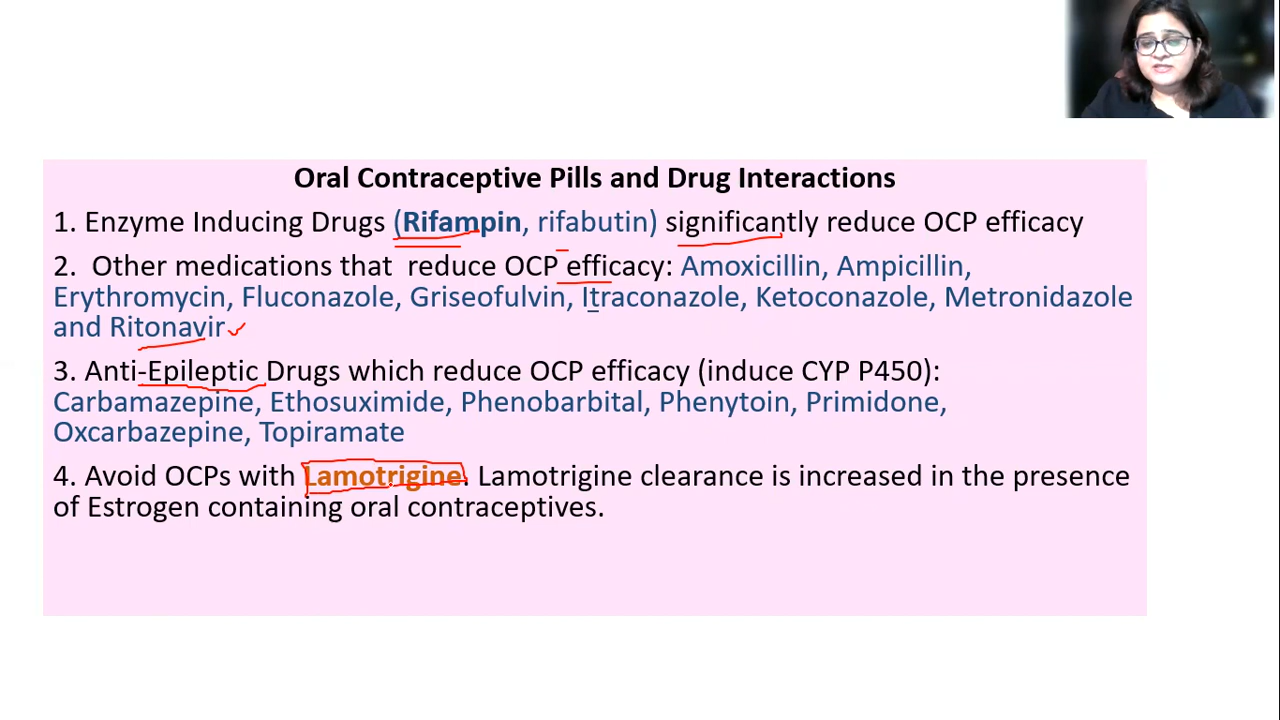 Oral Contraceptive Pills and Drug Interactions
1. Enzyme Inducing Drugs (Rifampin, rifabutin) significantly reduce OCP efficacy
2. Other medications that reduce OCP efficacy: Amoxicillin, Ampicillin,
Erythromycin, Fluconazole, Griseofulvin, Itraconazole, Ketoconazole, Metronidazole
and Ritonavir
3. Anti-Epileptic Drugs which reduce OCP efficacy (induce CYP P450):
Carbamazepine, Ethosuximide, Phenobarbital, Phenytoin, Primidone,
Oxcarbazepine, Topiramate
4. Avoid OCPs with Lamotrigine. Lamotrigine clearance is increased in the presence
of Estrogen containing oral contraceptives.